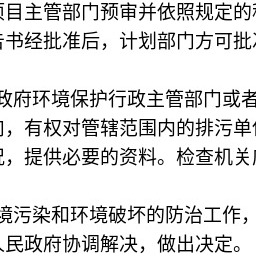 项目主管部门预审并依照规定的程
告书经批准后，计划部门方可批准
政府环境保护行政主管部门或者
门，有权对管辖范围内的排污单位
况，提供必要的资料。检查机关应
境污染和环境破坏的防治工作，
人民政府协调解决，做出决定。